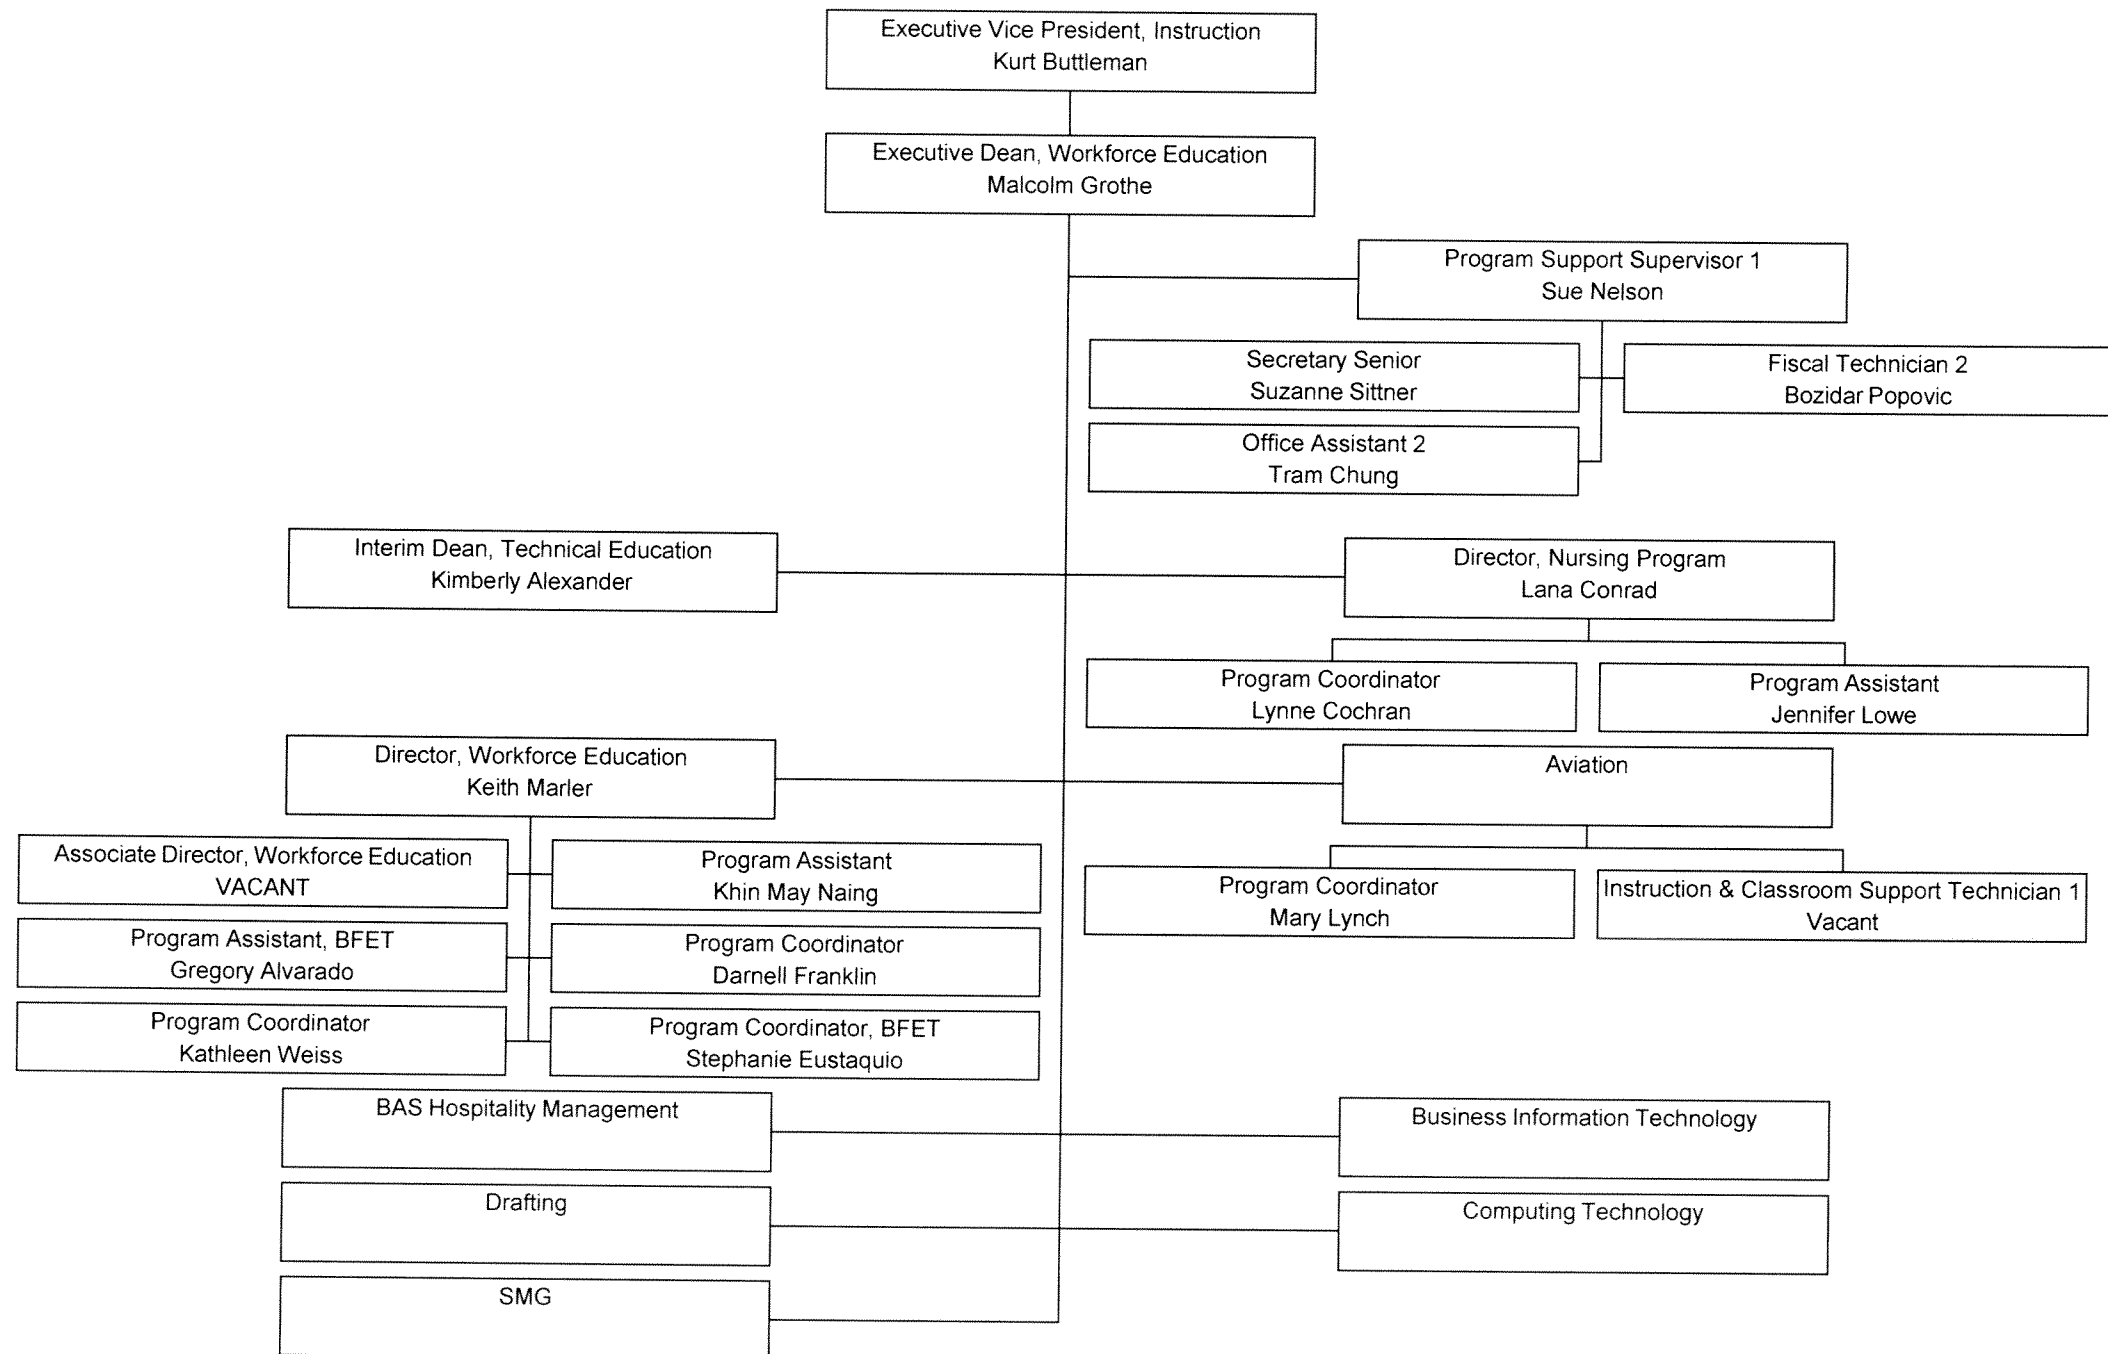 Executive Vice President, Instruction
Kurt Buttleman
Executive Dean, Workforce Education
Malcolm Grothe
Program Support Supervisor 1
Sue Nelson
Secretary Senior
Suzanne Sittner
Fiscal Technician 2
Bozidar Popovic
Office Assistant 2
Tram Chung
Interim Dean, Technical Education
Kimberly Alexander
Director, Nursing Program
Lana Conrad
Program Coordinator
Lynne Cochran
Program Assistant
Jennifer Lowe
Director, Workforce Education
Keith Marler
Associate Director, Workforce Education
VACANT
Program Assistant
Khin May Naing
Program Assistant, BFET
Gregory Alvarado
Program Coordinator
Darnell Franklin
Program Coordinator
Kathleen Weiss
Program Coordinator, BFET
Stephanie Eustaquio
Aviation
Program Coordinator
Mary Lynch
Instruction & Classroom Support Technician 1
Vacant
BAS Hospitality Management
Business Information Technology
Drafting
Computing Technology
SMG